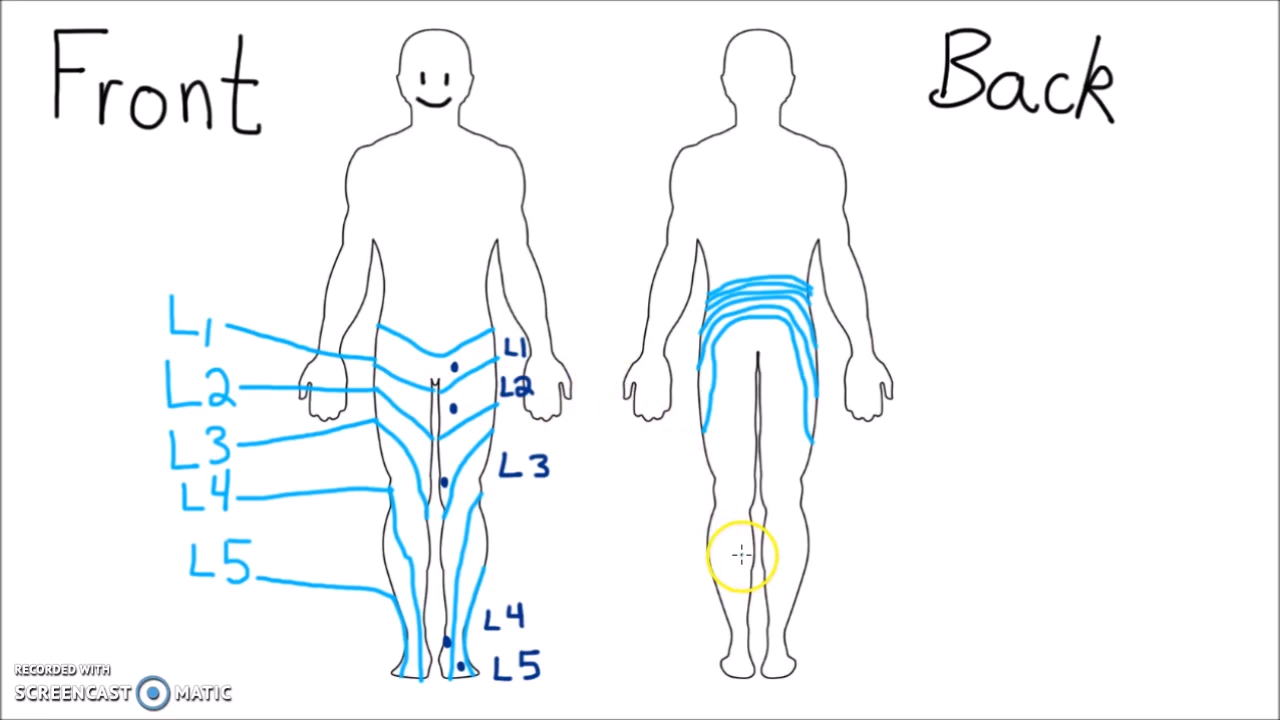 Front
Back
L1
L2
L3
L4
L5
L1
L2
L3
L4
L5
RECORDED WITH
SCREENCAST MATIC